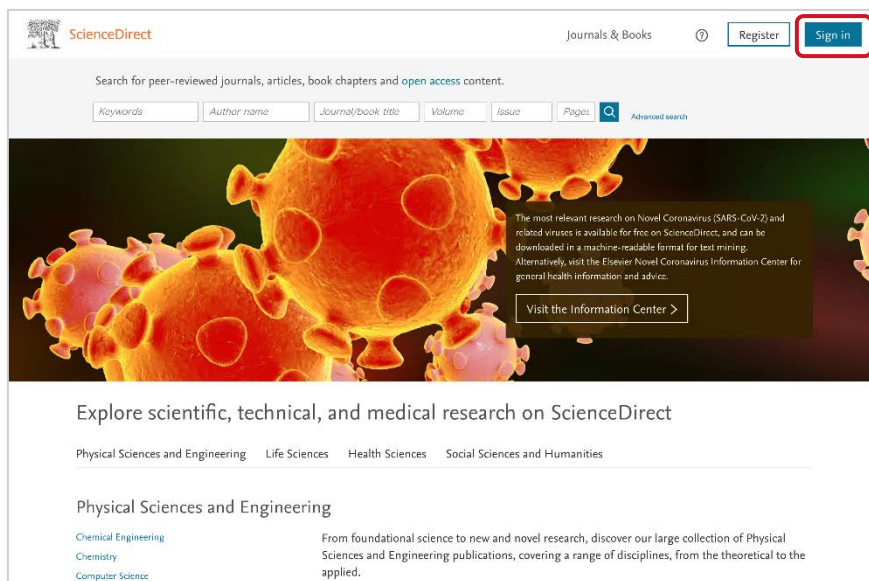 ScienceDirect
Journals & Books
?
Register
Sign in
Search for peer-reviewed journals, articles, book chapters and open access content.
Keywords
Author name
Journal/book title
Volume
Issue
Pages
Advanced search
The most relevant research on Novel Coronavirus (SARS-CoV-2) and
related viruses is available for free on ScienceDirect, and can be
downloaded in a machine-readable format for text mining.
Alternatively, visit the Elsevier Novel Coronavirus Information Center for
general health information and advice.
Visit the Information Center >
Explore scientific, technical, and medical research on ScienceDirect
Physical Sciences and Engineering
Life Sciences
Health Sciences
Social Sciences and Humanities
Physical Sciences and Engineering
Chemical Engineering
Chemistry
Computer Science
From foundational science to new and novel research, discover our large collection of Physical
Sciences and Engineering publications, covering a range of disciplines, from the theoretical to the
applied.